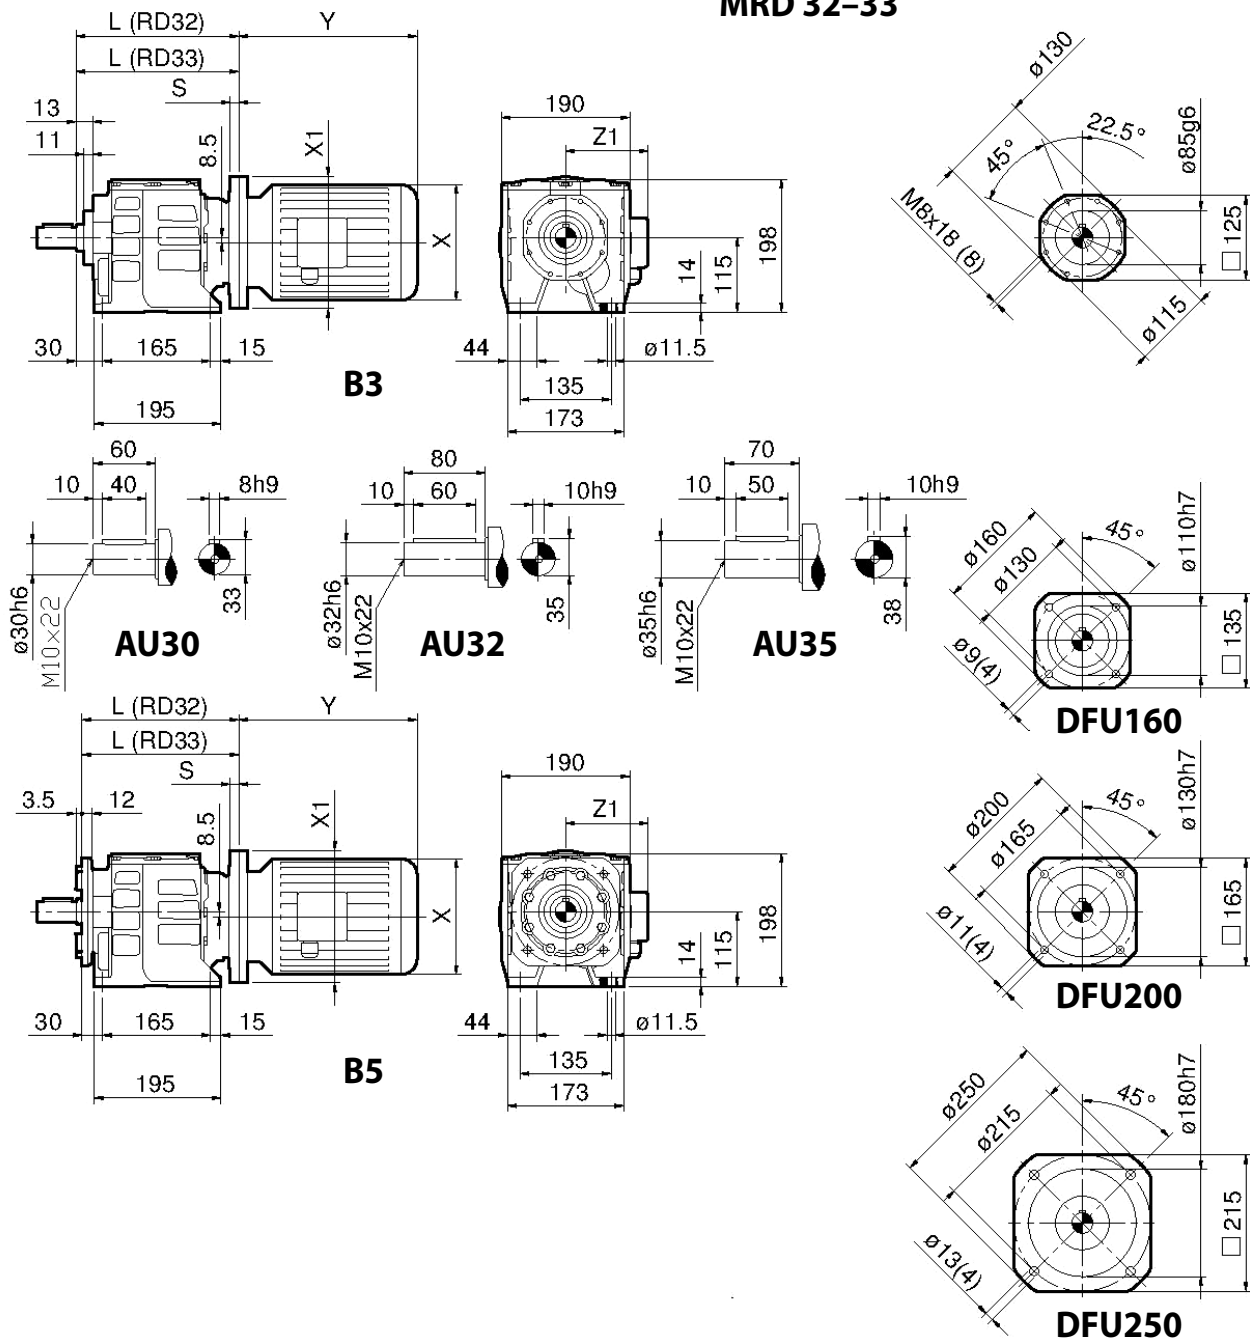 MRD 32–33
L (RD32)
Y
L (RD33)
S
13
11
8.5
X1
X
30
165
15
195
B3
190
Z1
14
115
198
44
ø11.5
135
173
ø130
22.5°
45°
ø85g6
M8x18 (8)
□ 125
ø115
60
10
40
8h9
ø30h6
M10x22
33
AU30
80
10
60
10h9
ø32h6
M10x22
35
AU32
70
10
50
10h9
ø35h6
M10x22
38
AU35
ø160
ø130
45°
ø110h7
ø9(4)
□ 135
DFU160
L (RD32)
Y
L (RD33)
S
3.5
12
8.5
X1
X
30
165
15
195
B5
190
Z1
14
115
198
44
ø11.5
135
173
ø200
ø165
45°
ø130h7
ø11(4)
□ 165
DFU200
ø250
ø215
45°
ø180h7
ø13(4)
□ 215
DFU250